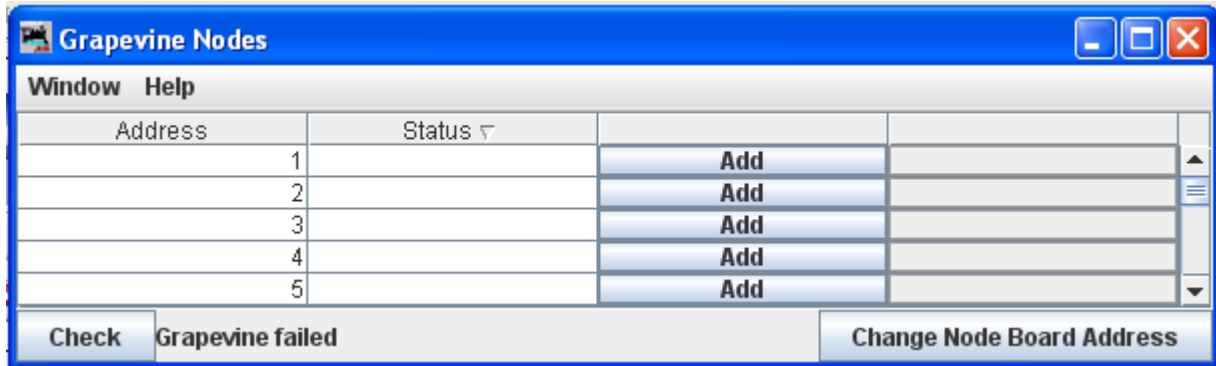 Grapevine Nodes
Window Help
Address Status
1 Add
2 Add
3 Add
4 Add
5 Add
Check Grapevine failed Change Node Board Address